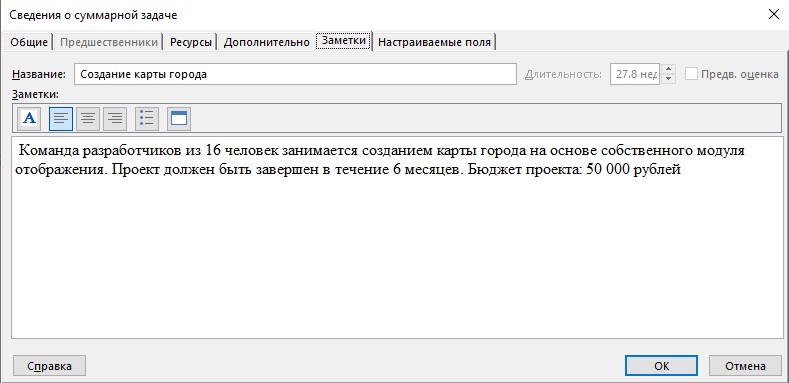 Сведения о суммарной задаче
Общие Предшественники Ресурсы Дополнительно Заметки Настраиваемые поля
Название: Создание карты города Длительность: 27.8 нед Предв. оценка
Заметки:
A
Команда разработчиков из 16 человек занимается созданием карты города на основе собственного модуля
отображения. Проект должен быть завершен в течение 6 месяцев. Бюджет проекта: 50 000 рублей
Справка ОК Отмена